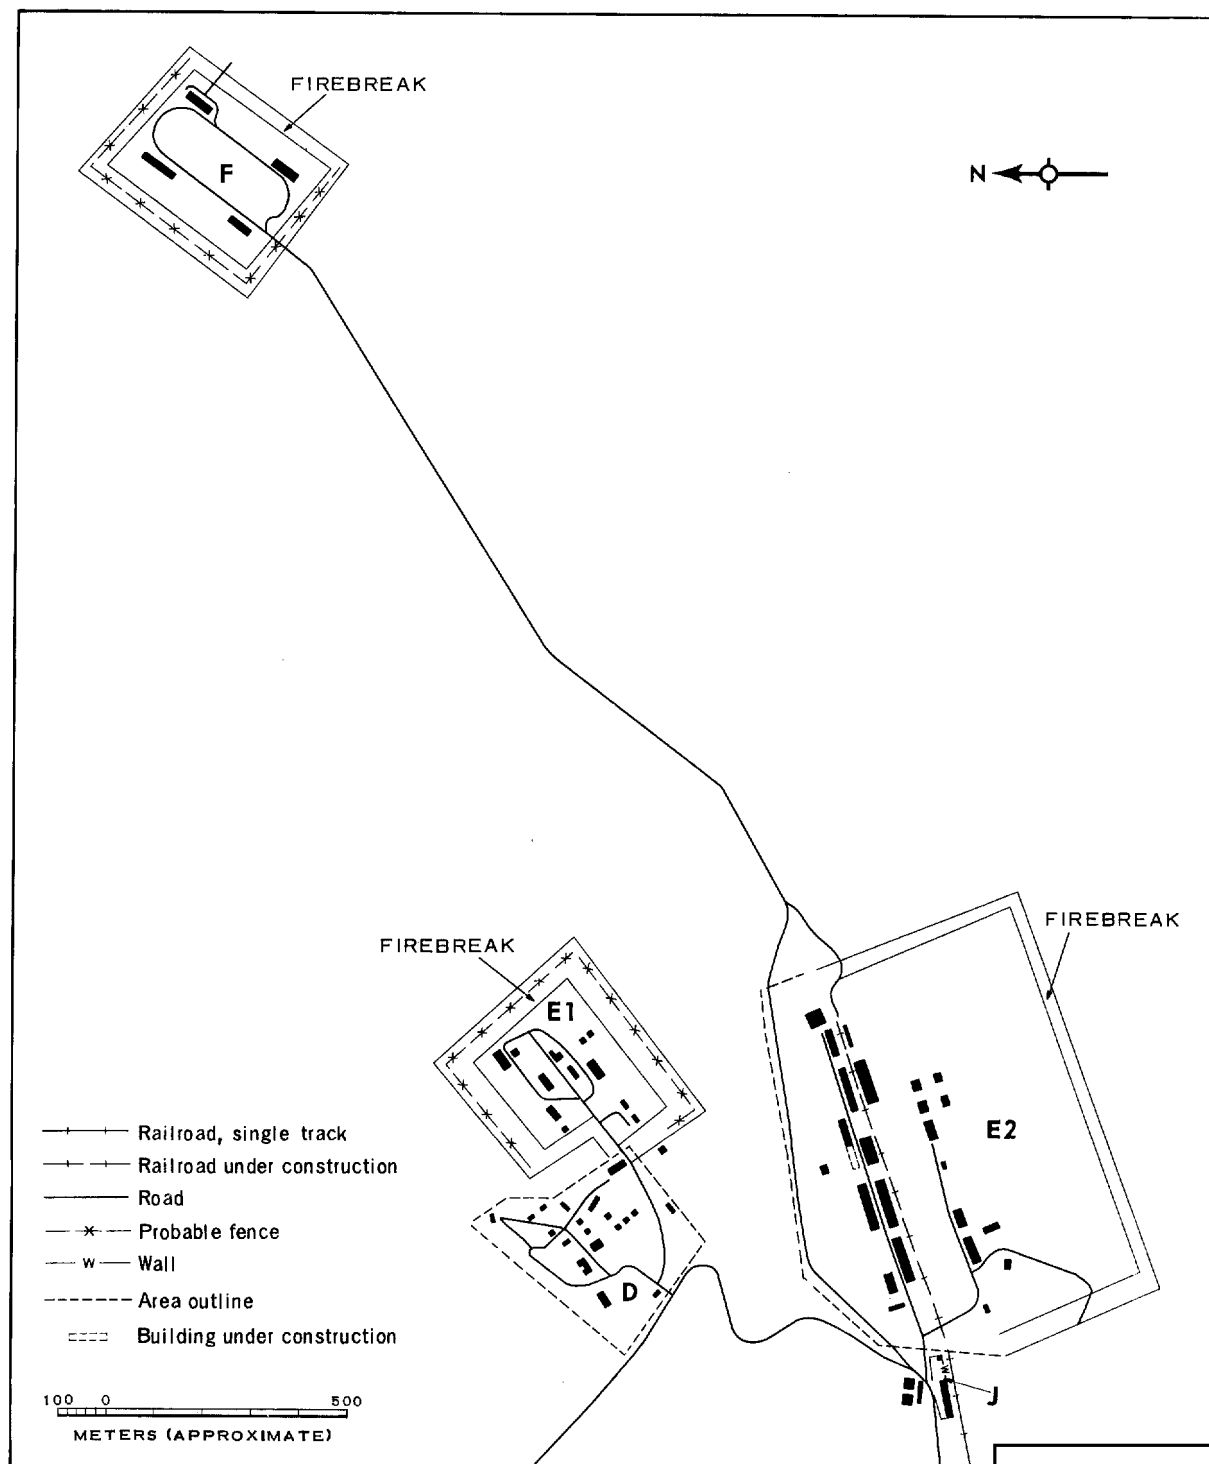 FIREBREAK
F
N
FIREBREAK
FIREBREAK
E1
E2
Railroad, single track
Railroad under construction
Road
Probable fence
W Wall
Area outline
Building under construction
D
W
J
100 0 500
METERS (APPROXIMATE)